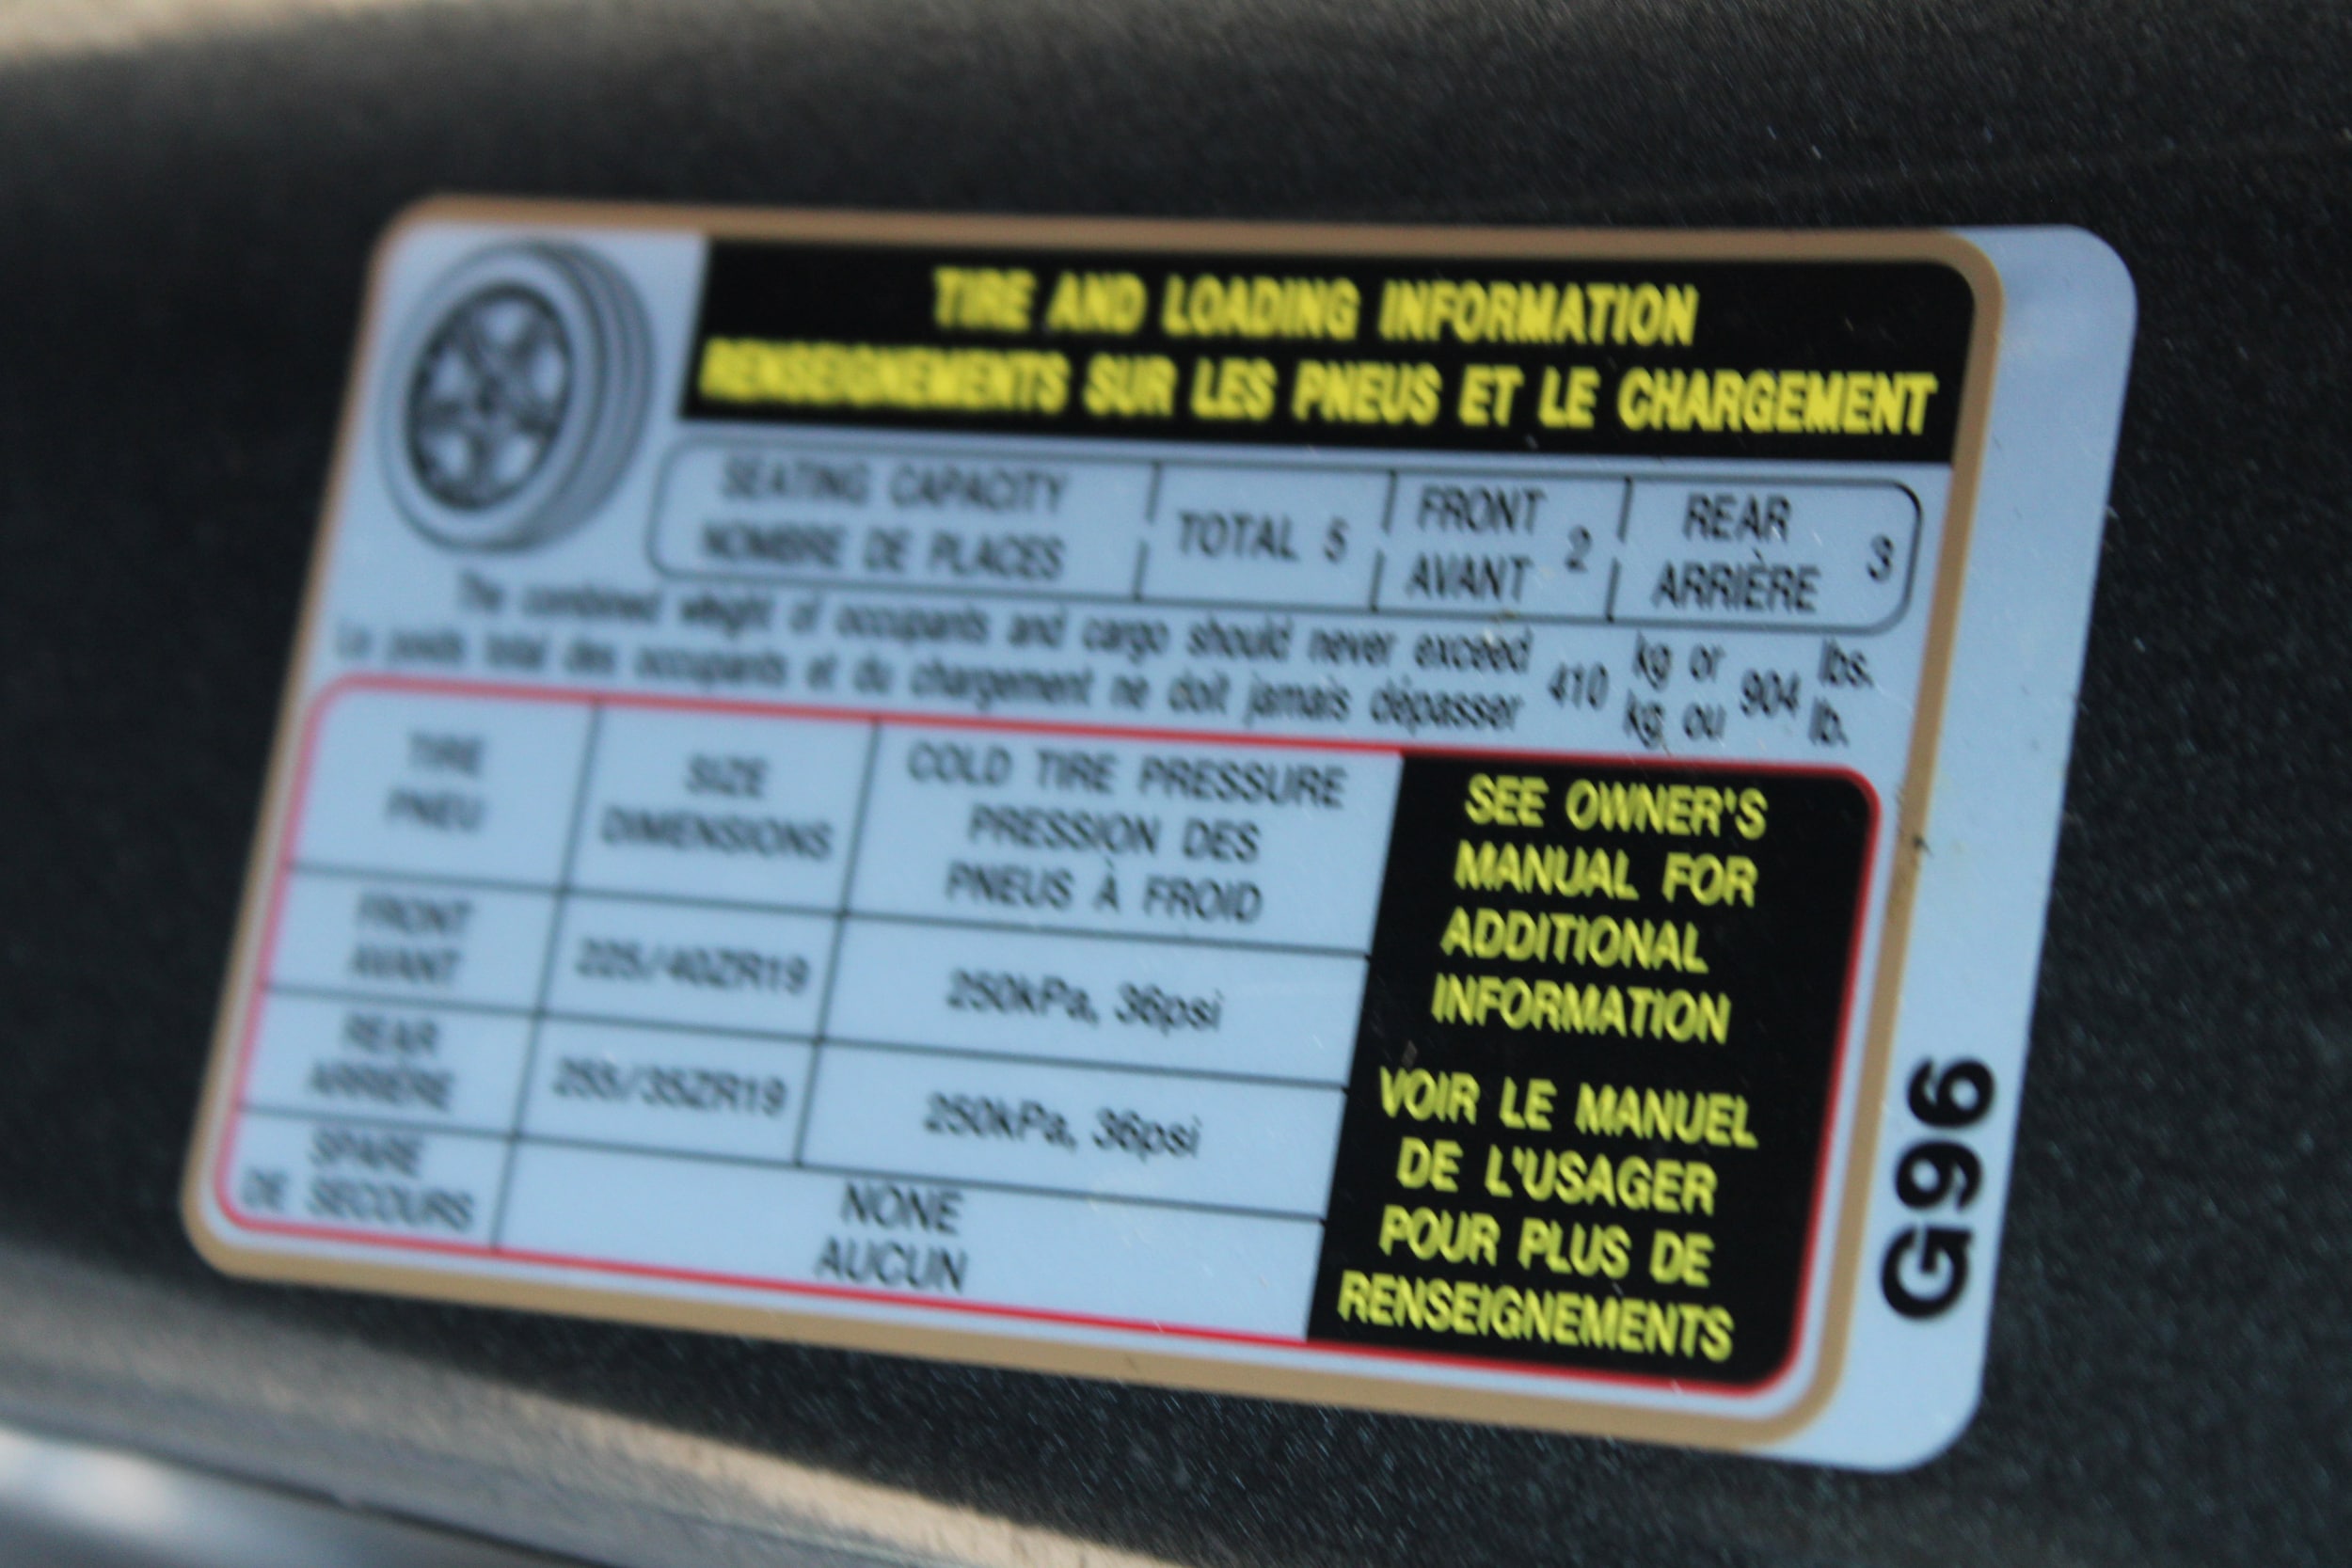 TIRE AND LOADING INFORMATION
RENSEIGNEMENTS SUR LES PNEUS ET LE CHARGEMENT
SEATING CAPACITY
NOMBRE DE PLACES
TOTAL 5
FRONT
AVANT
2
REAR
ARRIÈRE
3
The combined weight of occupants and cargo should never exceed 410 kg or 904 lbs.
Le poids total des occupants et du chargement ne doit jamais dépasser 410 kg ou 904 lb.
TIRE
PNEU
SIZE
DIMENSIONS
COLD TIRE PRESSURE
PRESSION DES
PNEUS À FROID
FRONT
AVANT
225/40ZR19
250kPa, 36psi
REAR
ARRIÈRE
255/35ZR19
250kPa, 36psi
SPARE
DE SECOURS
NONE
AUCUN
SEE OWNER'S
MANUAL FOR
ADDITIONAL
INFORMATION
VOIR LE MANUEL
DE L'USAGER
POUR PLUS DE
RENSEIGNEMENTS
G96